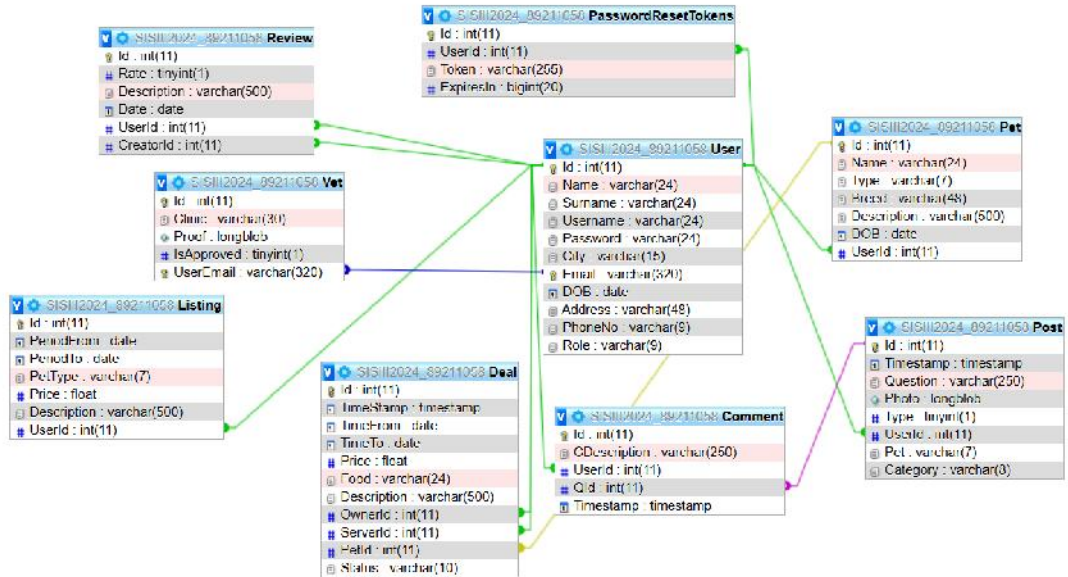 SISIII2024_89211058 PasswordResetTokens
Id : int(11)
UserId : int(11)
Token : varchar(255)
ExpiresIn : bigint(20)
SISIII2024_89211058 Review
Id : int(11)
Rate : tinyint(1)
Description : varchar(500)
Date : date
UserId : int(11)
CreatorId : int(11)
SISIII2024_89211058 Vet
Id : int(11)
Clinic : varchar(30)
Proof : longblob
IsApproved : tinyint(1)
UserEmail : varchar(320)
SISIII2024_89211058 User
Id : int(11)
Name : varchar(24)
Surname : varchar(24)
Username : varchar(24)
Password : varchar(24)
City : varchar(15)
Email : varchar(320)
DOB : date
Address : varchar(48)
PhoneNo : varchar(9)
Role : varchar(9)
SISIII2024_89211058 Pet
Id : int(11)
Name : varchar(24)
Type : varchar(7)
Breed : varchar(48)
Description : varchar(500)
DOB : date
UserId : int(11)
SISIII2024_89211058 Listing
Id : int(11)
PeriodFrom : date
PeriodTo : date
PetType : varchar(7)
Price : float
Description : varchar(500)
UserId : int(11)
SISIII2024_89211058 Deal
Id : int(11)
TimeStamp : timestamp
TimeFrom : date
TimeTo : date
Price : float
Food : varchar(24)
Description : varchar(500)
OwnerId : int(11)
ServerId : int(11)
PetId : int(11)
Status : varchar(10)
SISIII2024_89211058 Comment
Id : int(11)
CDescription : varchar(250)
UserId : int(11)
QId : int(11)
Timestamp : timestamp
SISIII2024_89211058 Post
Id : int(11)
Timestamp : timestamp
Question : varchar(250)
Photo : longblob
Type : tinyint(1)
UserId : int(11)
Pet : varchar(7)
Category : varchar(8)